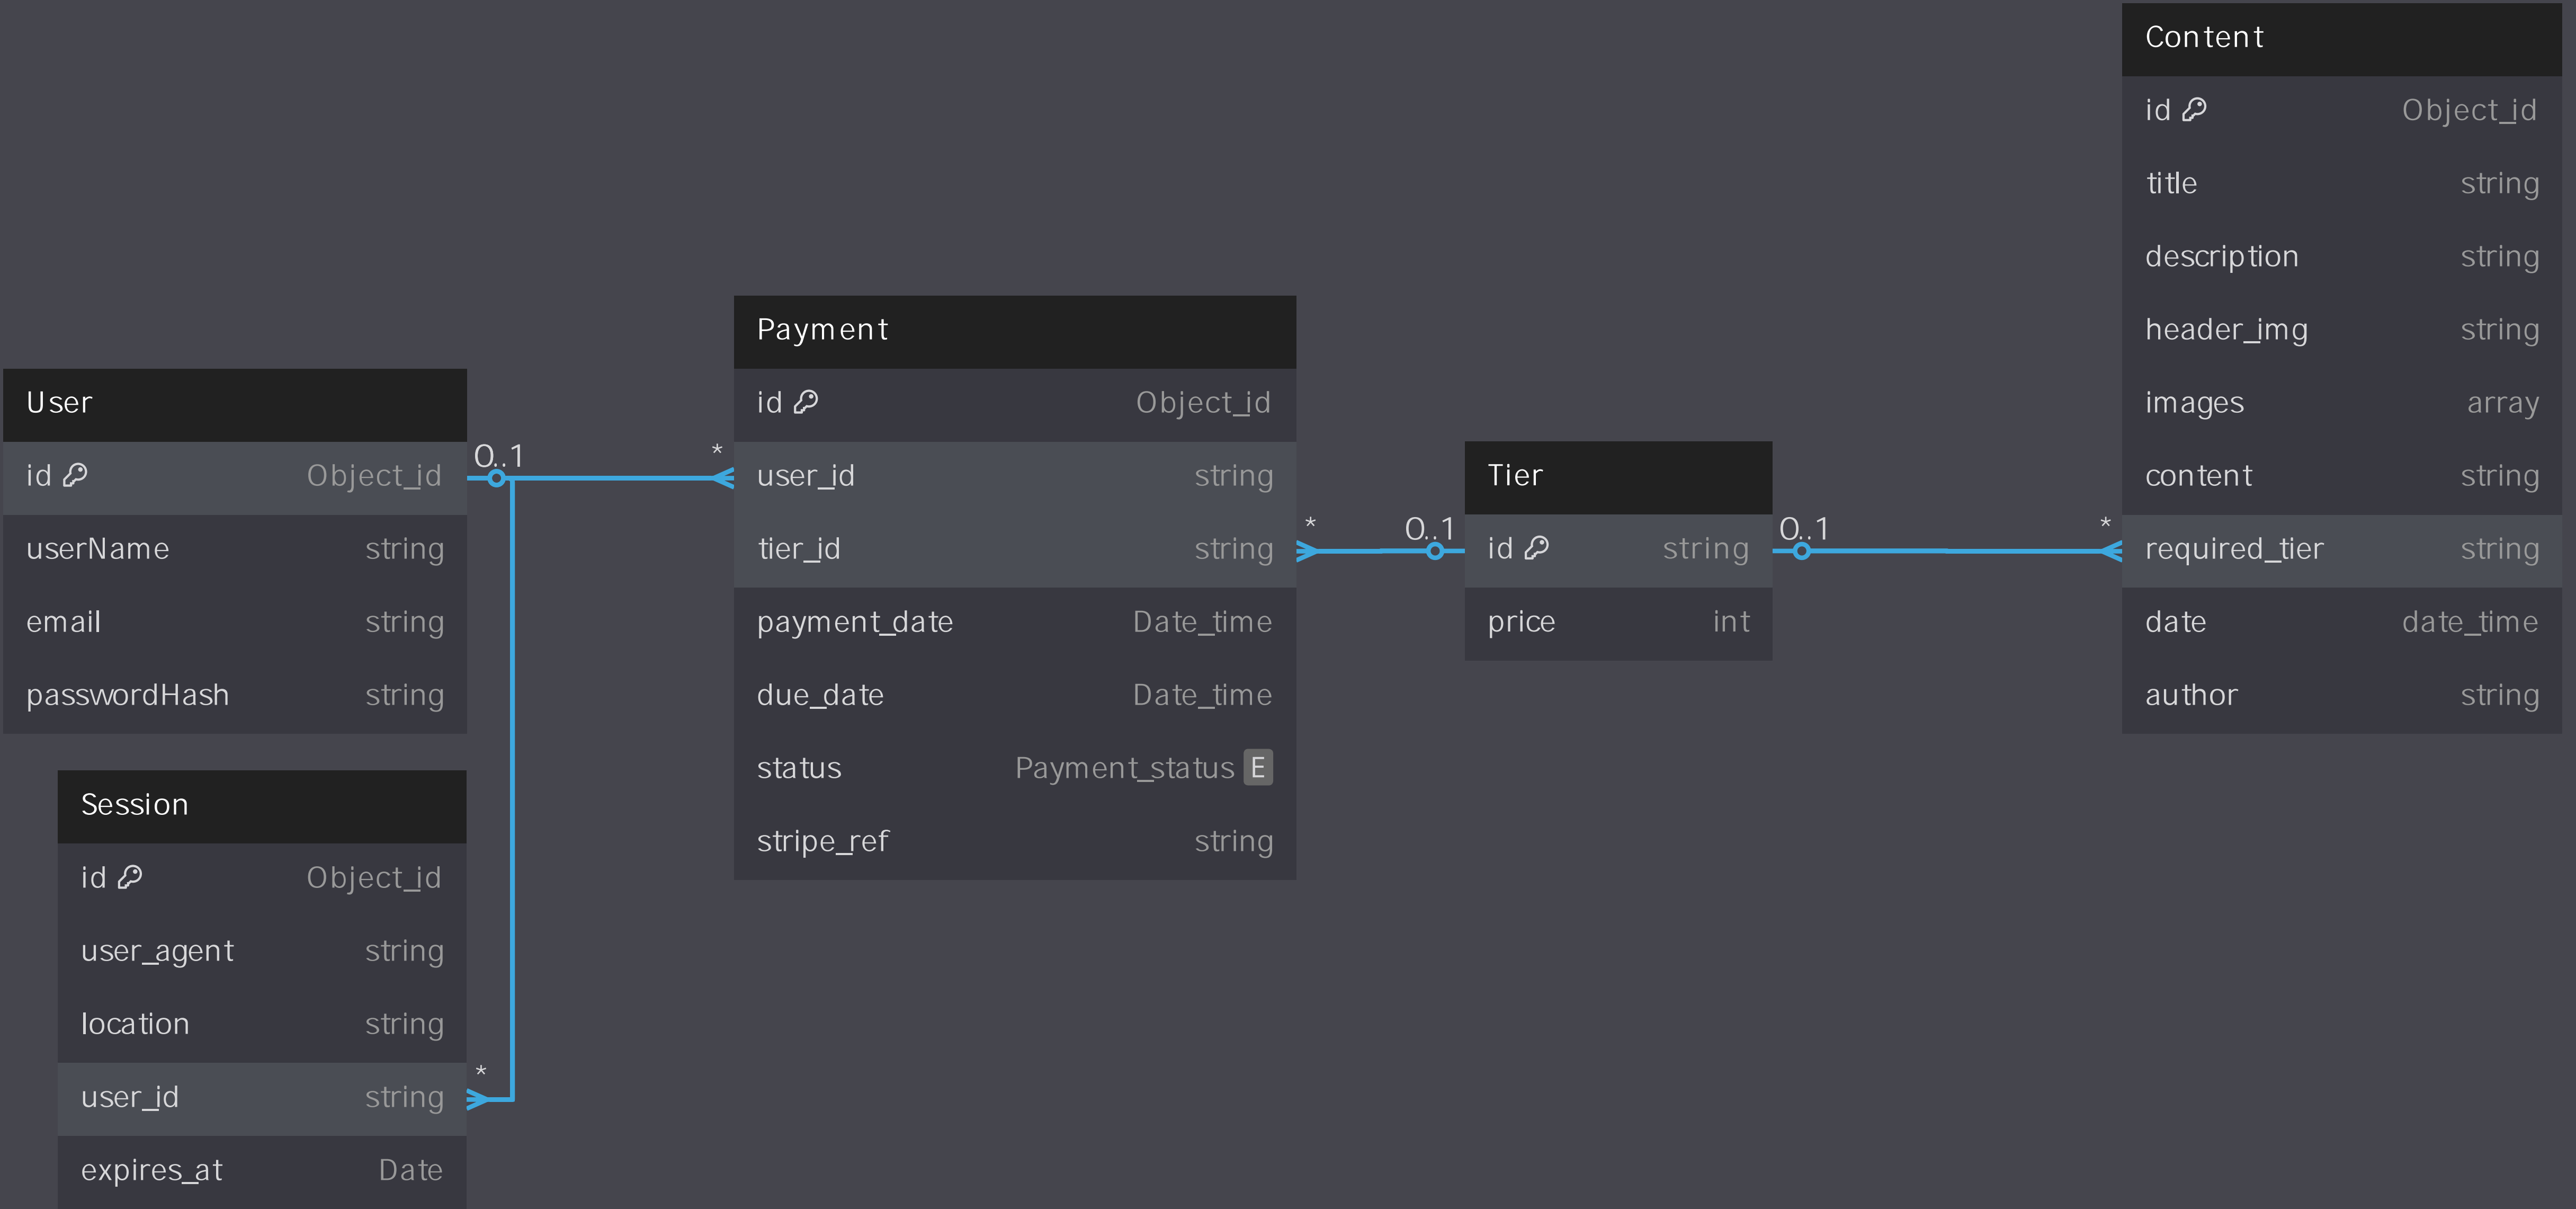 User
id Object_id
userName string
email string
passwordHash string
Session
id Object_id
user_agent string
location string
user_id string
expires_at Date
0..1
*
*
Payment
id Object_id
user_id string
tier_id string
payment_date Date_time
due_date Date_time
status Payment_status E
stripe_ref string
*
0..1
Tier
id string
price int
0..1
*
Content
id Object_id
title string
description string
header_img string
images array
content string
required_tier string
date date_time
author string